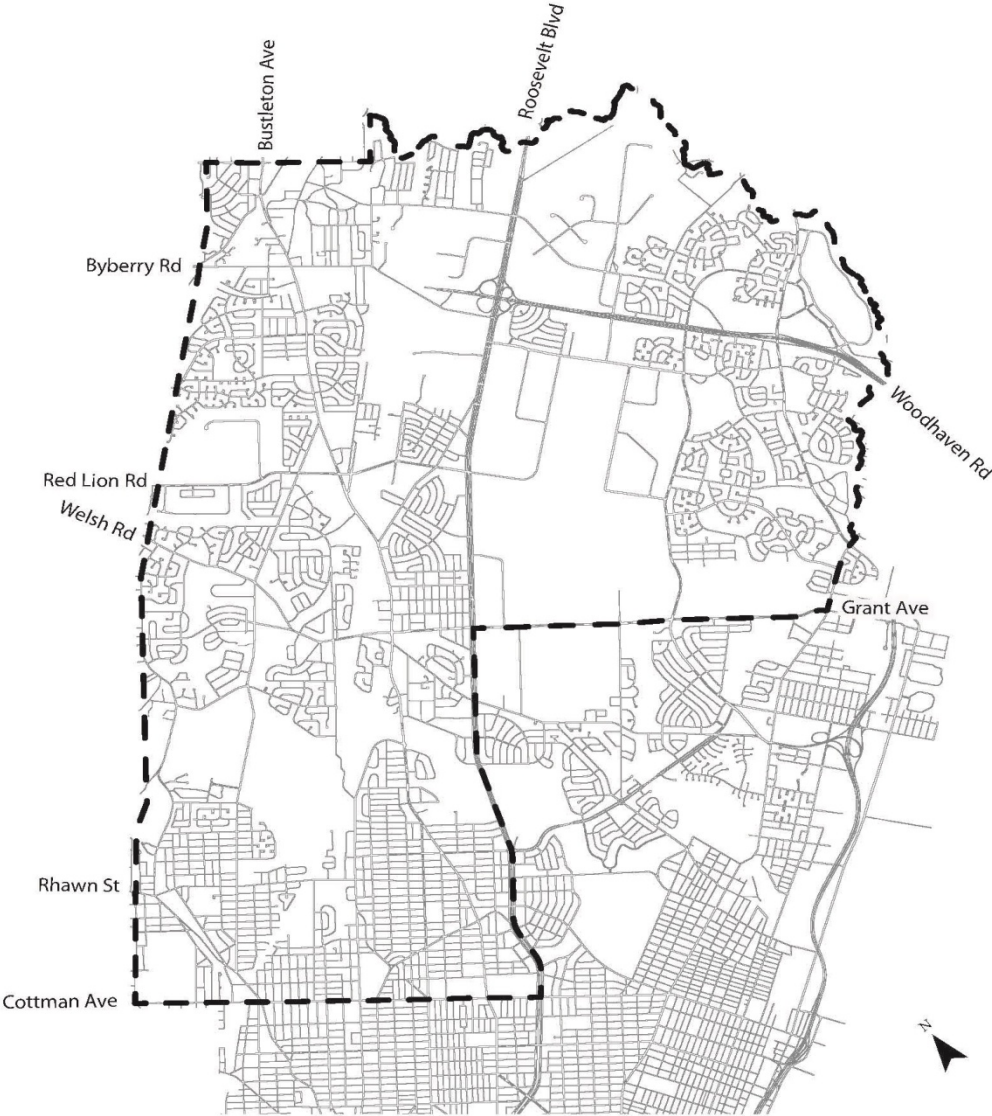 Bustleton Ave
Roosevelt Blvd
Byberry Rd
Woodhaven Rd
Red Lion Rd
Welsh Rd
Grant Ave
Rhawn St
Cottman Ave
N